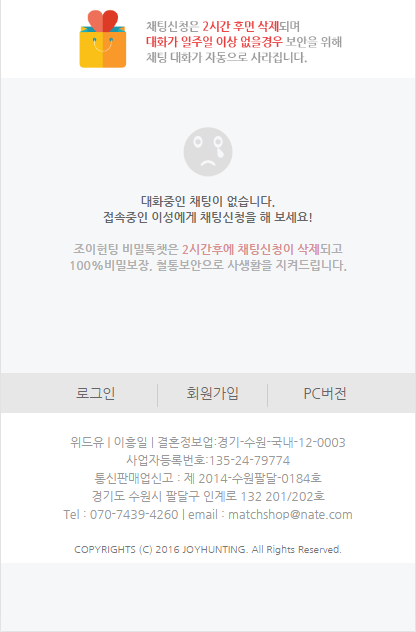 채팅신청은 2시간 후면 삭제되며
대화가 일주일 이상 없을경우 보안을 위해
채팅 대화가 자동으로 사라집니다.
대화중인 채팅이 없습니다.
접속중인 이성에게 채팅신청을 해 보세요!
조이헌팅 비밀톡챗은 2시간후에 채팅신청이 삭제되고
100%비밀보장, 철통보안으로 사생활을 지켜드립니다.
로그인 회원가입 PC버전
위드유 | 이흥일 | 결혼정보업:경기-수원-국내-12-0003
사업자등록번호:135-24-79774
통신판매업신고 : 제 2014-수원팔달-0184호
경기도 수원시 팔달구 인계로 132 201/202호
Tel : 070-7439-4260 | email : matchshop@nate.com
COPYRIGHTS (C) 2016 JOYHUNTING. All Rights Reserved.